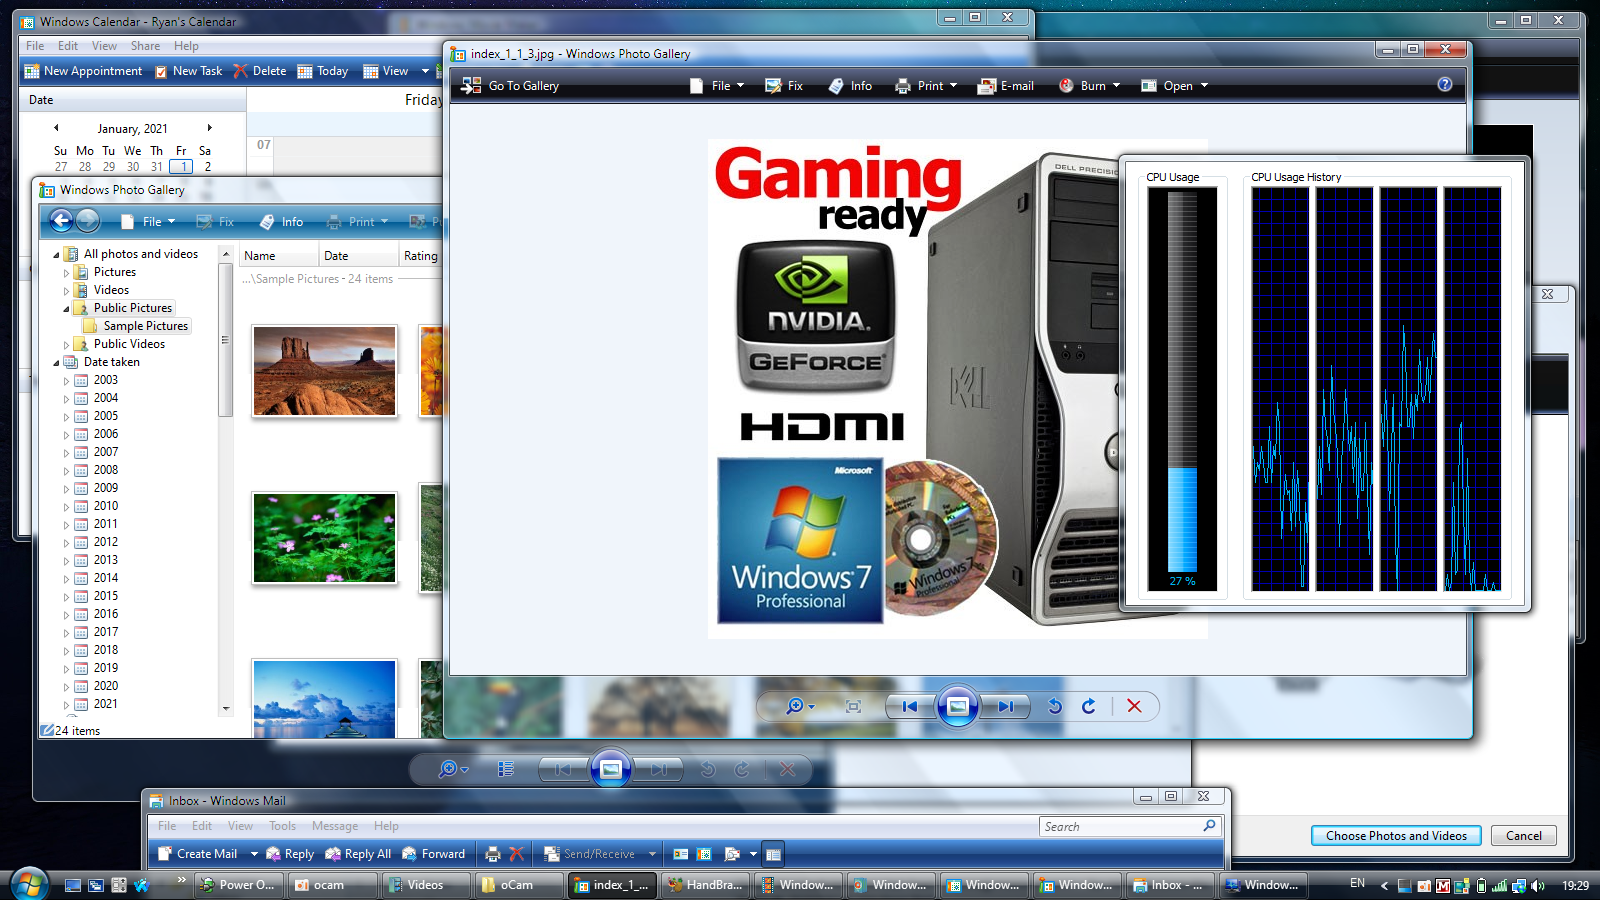 Windows Calendar - Ryan's Calendar
File Edit View Share Help
New Appointment New Task Delete Today View
Date
Friday
January, 2021
Su Mo Tu We Th Fr Sa
27 28 29 30 31 1 2
07
Windows Photo Gallery
File Fix Info Print
All photos and videos
Pictures
Videos
Public Pictures
Sample Pictures
Public Videos
Date taken
2003
2004
2005
2006
2007
2008
2009
2010
2011
2012
2013
2014
2015
2016
2017
2018
2019
2020
2021
Name Date Rating
...\Sample Pictures - 24 items
24 items
index_1_1_3.jpg - Windows Photo Gallery
Go To Gallery File Fix Info Print E-mail Burn Open
Gaming
ready
DELL PRECISION
NVIDIA.
GEFORCE
HDMI
DELL
Microsoft
Windows 7
Professional
Windows 7
CPU Usage
27 %
CPU Usage History
Inbox - Windows Mail
File Edit View Tools Message Help
Search
Create Mail Reply Reply All Forward Send/Receive
Choose Photos and Videos Cancel
Power O... ocam Videos oCam index_1_... HandBra... Window... Window... Window... Window... Inbox - ... Window... EN 19:29